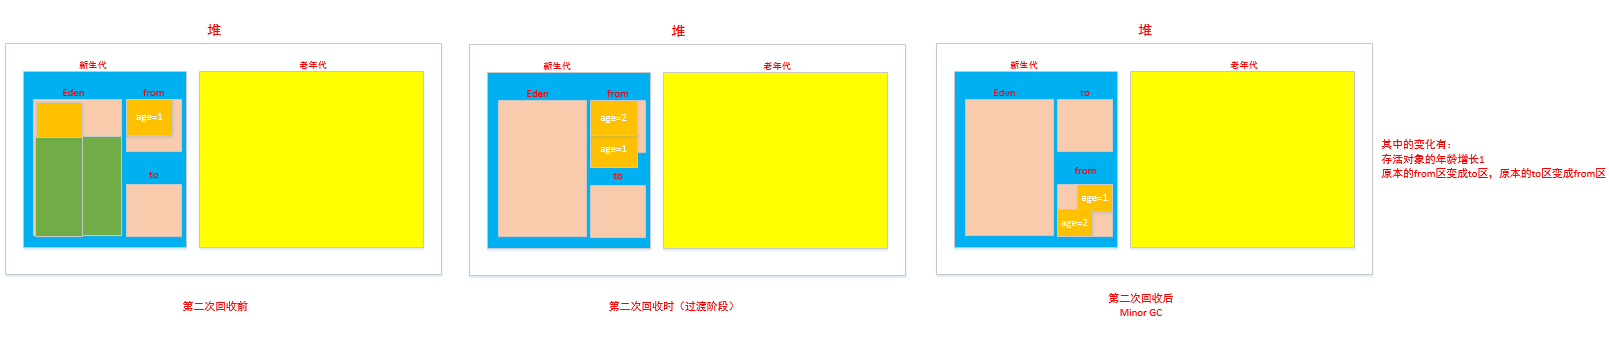 堆
新生代
老年代
Eden
from
age=1
to
第二次回收前
堆
新生代
老年代
Eden
from
age=2
age=1
to
第二次回收时（过渡阶段）
堆
新生代
老年代
Eden
to
from
age=1
age=2
第二次回收后
Minor GC
其中的变化有：
存活对象的年龄增长1
原本的from区变成to区，原本的to区变成from区